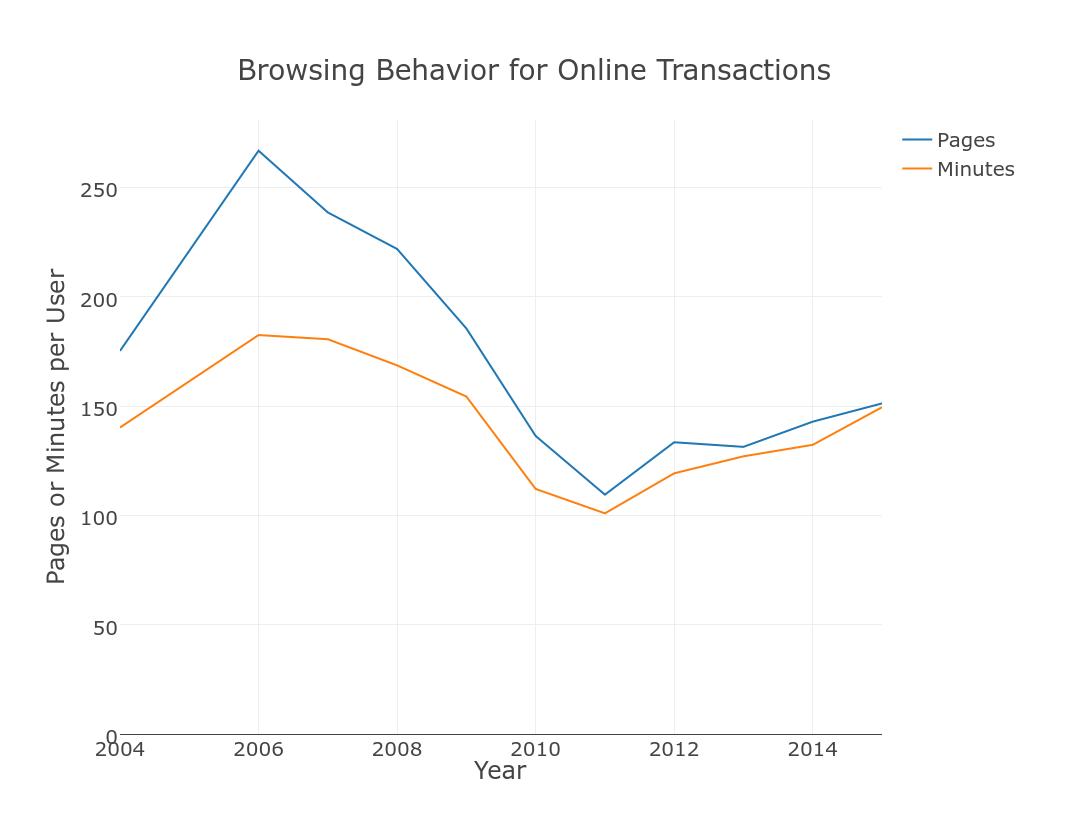 Browsing Behavior for Online Transactions
Pages
Minutes
Pages or Minutes per User
250
200
150
100
50
0
2004 2006 2008 2010 2012 2014
Year